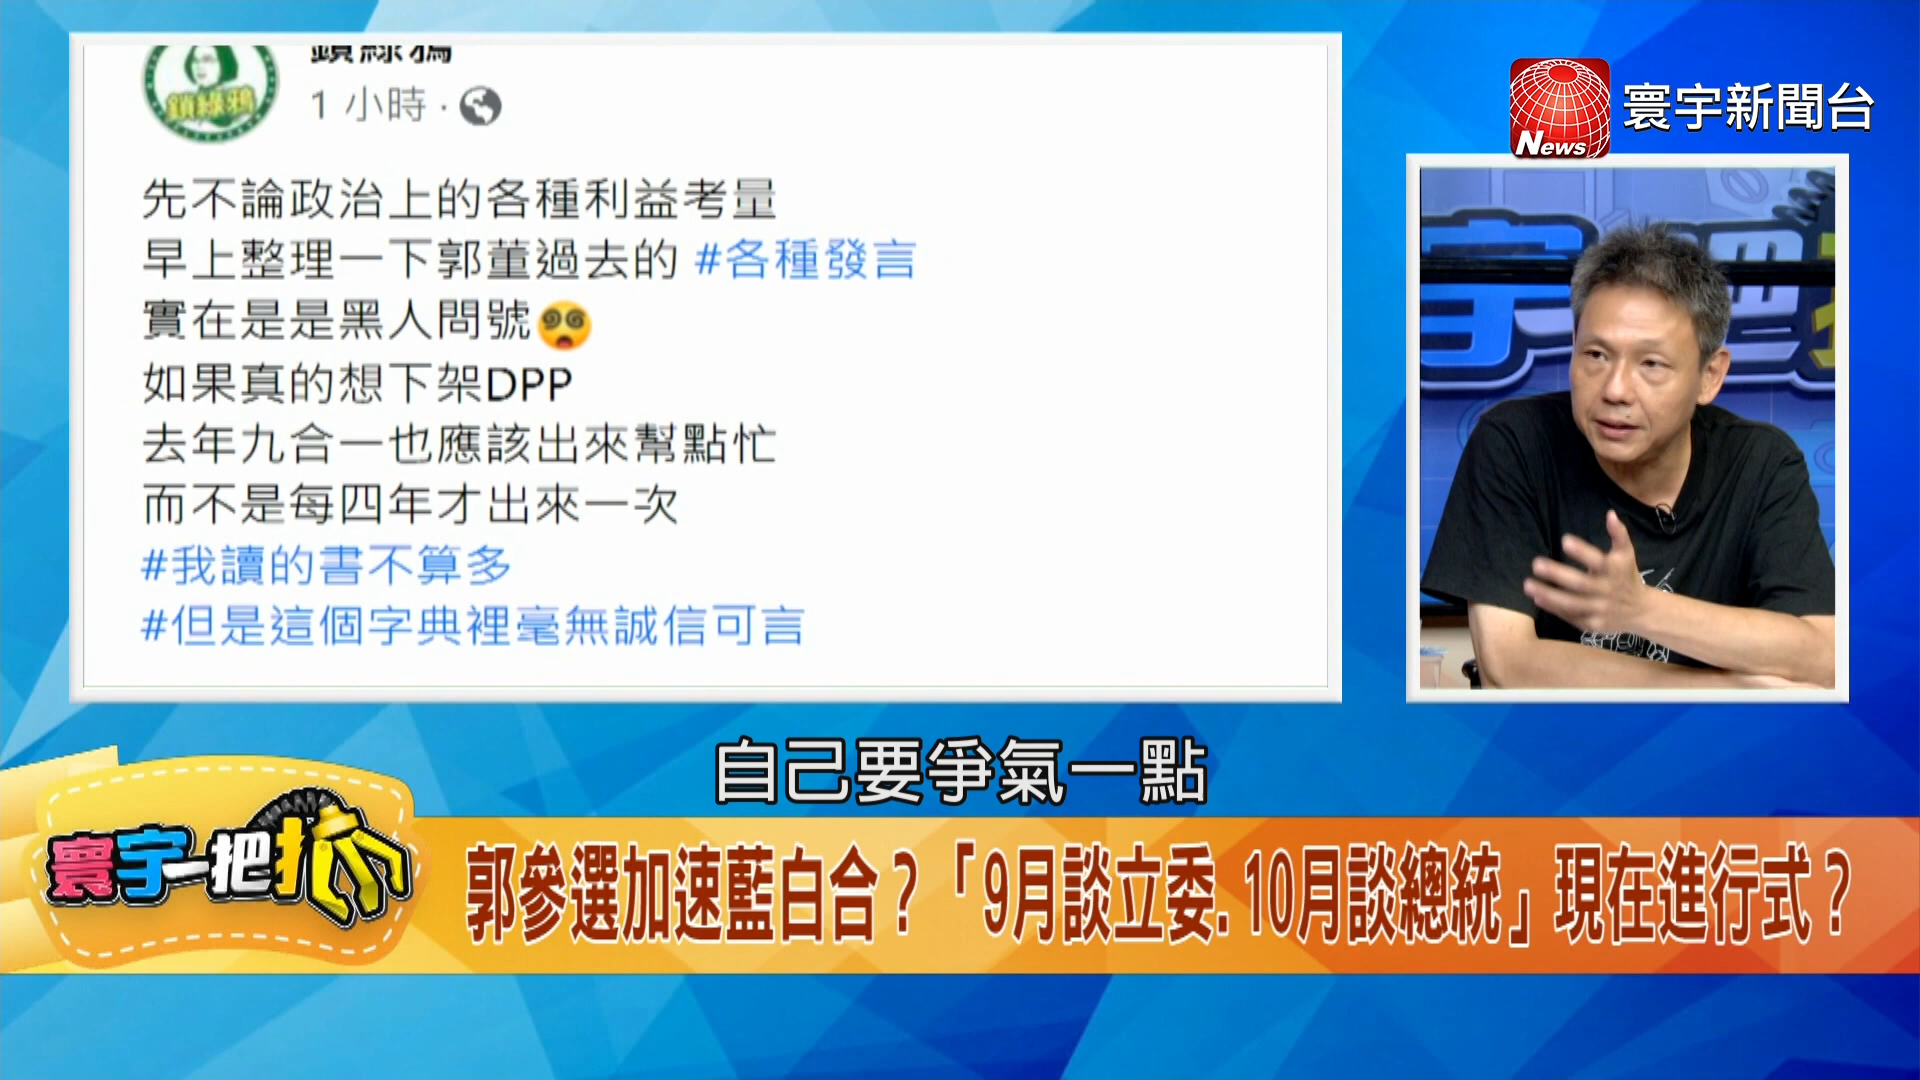 鎖綠鴉
鎖綠鴉
1 小時
先不論政治上的各種利益考量
早上整理一下郭董過去的 #各種發言
實在是是黑人問號
如果真的想下架DPP
去年九合一也應該出來幫點忙
而不是每四年才出來一次
#我讀的書不算多
#但是這個字典裡毫無誠信可言
News
寰宇新聞台
自己要爭氣一點
寰宇一把抓
郭參選加速藍白合？「9月談立委.10月談總統」現在進行式？